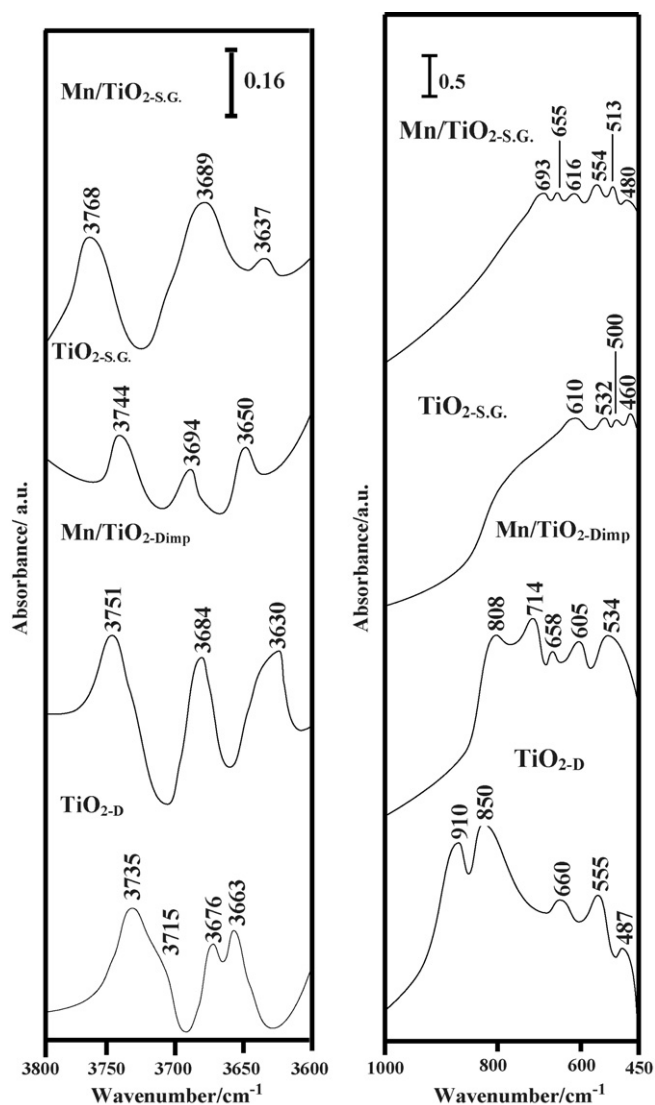 Mn/TiO2-S.G.
0.16
3768
3689
3637
TiO2-S.G.
3744
3694
3650
Mn/TiO2-Dimp
3751
3684
3630
TiO2-D
3735
3715
3676
3663
Absorbance/ a.u.
3800 3750 3700 3650 3600
Wavenumber/cm-1
0.5
Mn/TiO2-S.G.
693
655
616
554
513
480
TiO2-S.G.
610
532
500
460
Mn/TiO2-Dimp
808
714
658
605
534
TiO2-D
910
850
660
555
487
Absorbance/ a.u.
1000 800 600 450
Wavenumber/cm-1